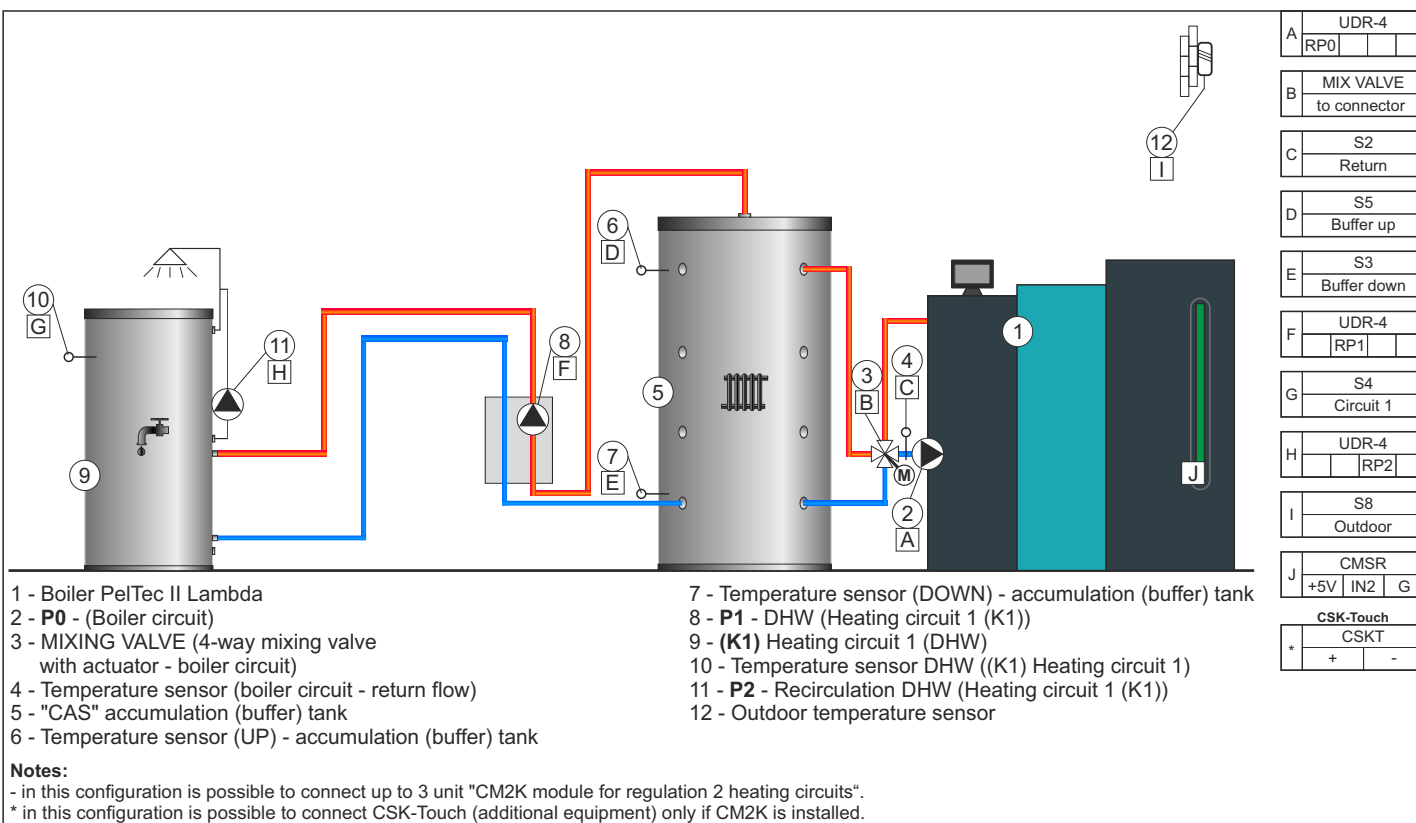 12
I
6
D
10
G
11
H
8
F
1
3
B
4
C
5
7
E
9
M
J
2
A
1 - Boiler PelTec II Lambda
2 - P0 - (Boiler circuit)
3 - MIXING VALVE (4-way mixing valve
with actuator - boiler circuit)
4 - Temperature sensor (boiler circuit - return flow)
5 - "CAS" accumulation (buffer) tank
6 - Temperature sensor (UP) - accumulation (buffer) tank
7 - Temperature sensor (DOWN) - accumulation (buffer) tank
8 - P1 - DHW (Heating circuit 1 (K1))
9 - (K1) Heating circuit 1 (DHW)
10 - Temperature sensor DHW ((K1) Heating circuit 1)
11 - P2 - Recirculation DHW (Heating circuit 1 (K1))
12 - Outdoor temperature sensor
Notes:
- in this configuration is possible to connect up to 3 unit "CM2K module for regulation 2 heating circuits“.
* in this configuration is possible to connect CSK-Touch (additional equipment) only if CM2K is installed.
A UDR-4
RP0
B MIX VALVE
to connector
C S2
Return
D S5
Buffer up
E S3
Buffer down
F UDR-4
RP1
G S4
Circuit 1
H UDR-4
RP2
I S8
Outdoor
J CMSR
+5V IN2 G
CSK-Touch
* CSKT
+ -